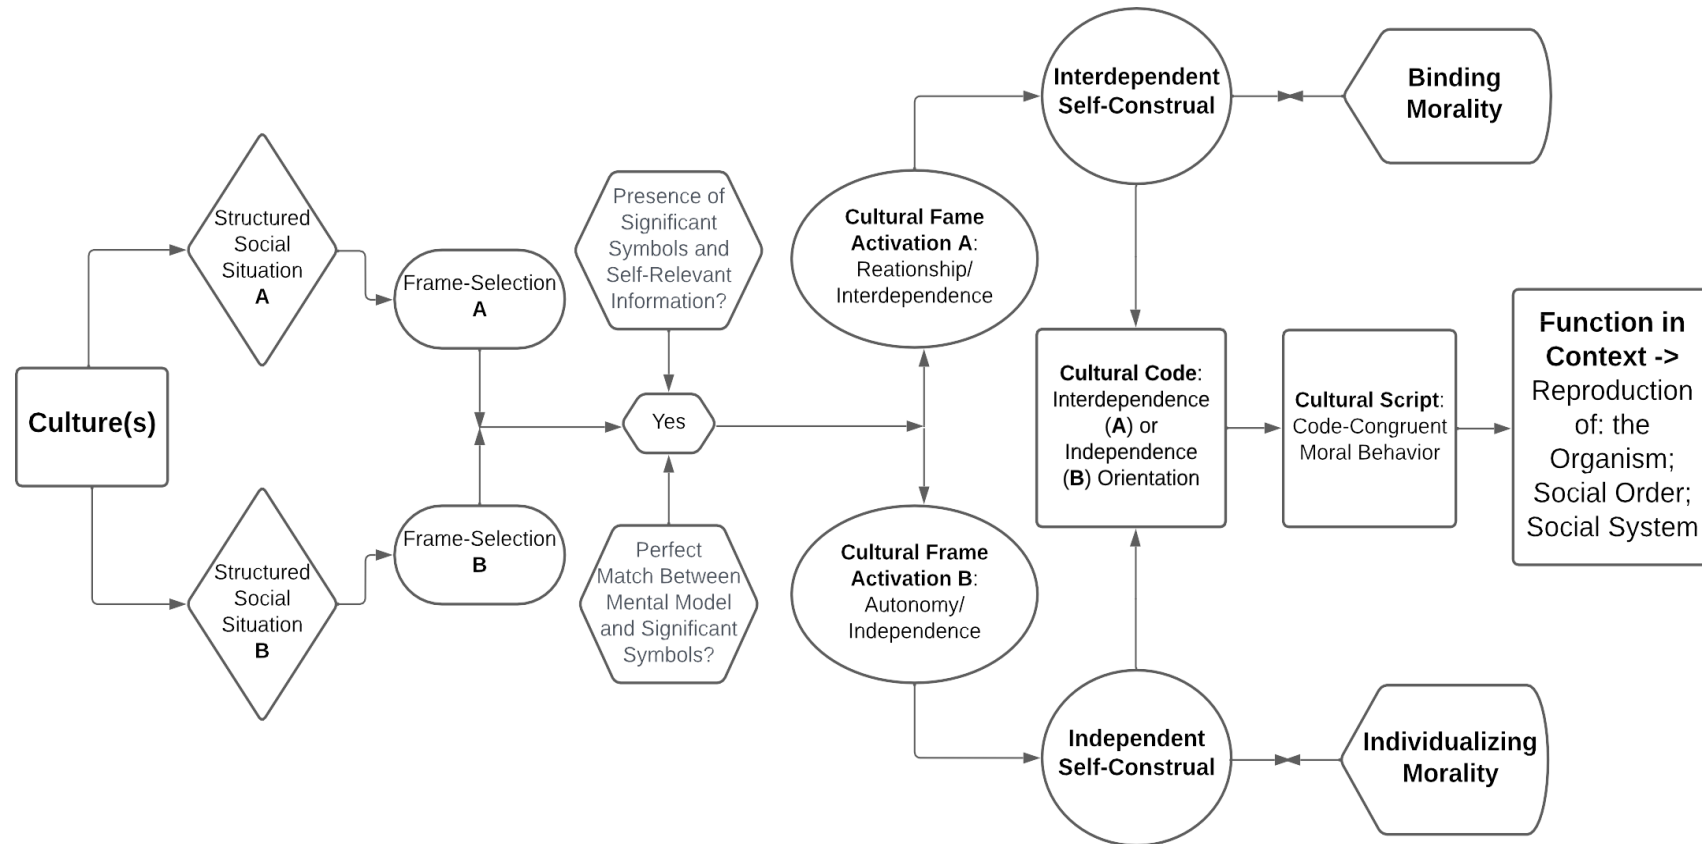 Culture(s)
Structured
Social
Situation
A
Structured
Social
Situation
B
Frame-Selection
A
Frame-Selection
B
Presence of
Significant
Symbols and
Self-Relevant
Information?
Yes
Perfect
Match Between
Mental Model
and Significant
Symbols?
Cultural Fame
Activation A:
Reationship/
Interdependence
Cultural Frame
Activation B:
Autonomy/
Independence
Interdependent
Self-Construal
Binding
Morality
Cultural Code:
Interdependence
(A) or
Independence
(B) Orientation
Cultural Script:
Code-Congruent
Moral Behavior
Function in
Context ->
Reproduction
of: the
Organism;
Social Order;
Social System
Independent
Self-Construal
Individualizing
Morality